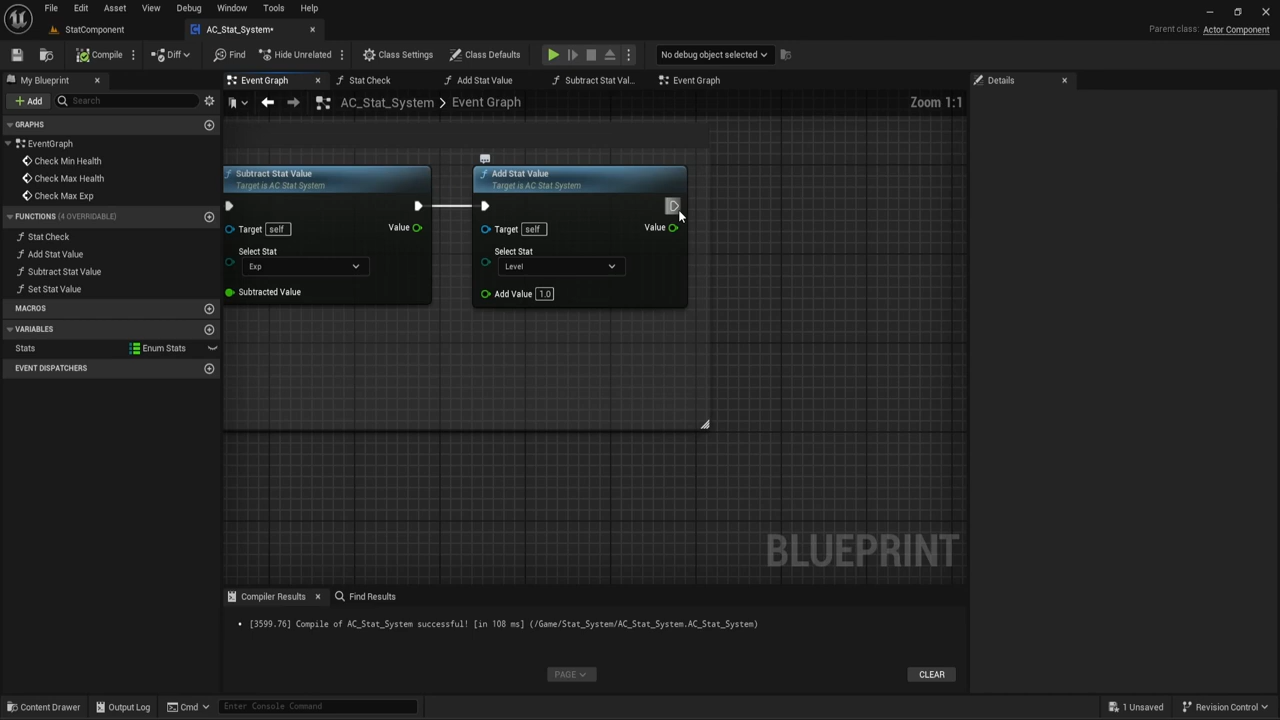 File Edit Asset View Debug Window Tools Help
StatComponent
AC_Stat_System*
Parent class: Actor Component
Compile
Diff
Find
Hide Unrelated
Class Settings
Class Defaults
No debug object selected
My Blueprint
Event Graph
Stat Check
Add Stat Value
Subtract Stat Val...
Event Graph
Details
Add
Search
AC_Stat_System > Event Graph
Zoom 1:1
GRAPHS
EventGraph
Check Min Health
Check Max Health
Check Max Exp
FUNCTIONS (4 OVERRIDABLE)
Stat Check
Add Stat Value
Subtract Stat Value
Set Stat Value
MACROS
VARIABLES
Stats
Enum Stats
EVENT DISPATCHERS
Subtract Stat Value
Target is AC Stat System
Target self
Value
Select Stat
Exp
Subtracted Value
Add Stat Value
Target is AC Stat System
Target self
Value
Select Stat
Level
Add Value 1.0
BLUEPRINT
Compiler Results
Find Results
[3599.76] Compile of AC_Stat_System successful! [in 108 ms] (/Game/Stat_System/AC_Stat_System.AC_Stat_System)
PAGE
CLEAR
Content Drawer
Output Log
Cmd
Enter Console Command
1 Unsaved
Revision Control